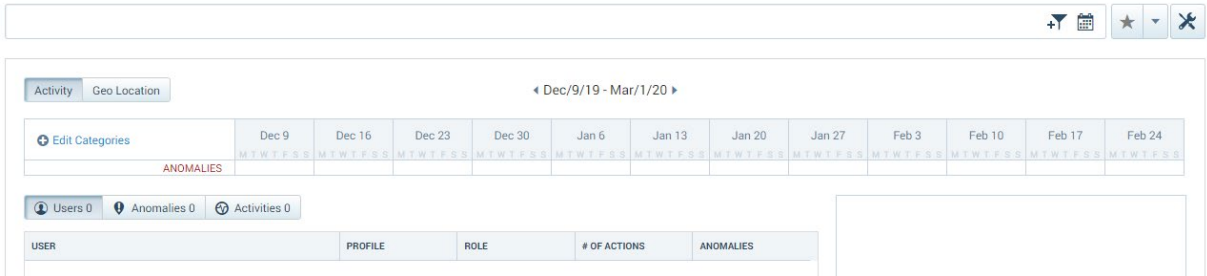 Activity Geo Location Dec/9/19 - Mar/1/20
Edit Categories Dec 9 Dec 16 Dec 23 Dec 30 Jan 6 Jan 13 Jan 20 Jan 27 Feb 3 Feb 10 Feb 17 Feb 24
M T W T F S S M T W T F S S M T W T F S S M T W T F S S M T W T F S S M T W T F S S M T W T F S S M T W T F S S M T W T F S S M T W T F S S M T W T F S S M T W T F S S
ANOMALIES
Users 0 Anomalies 0 Activities 0
USER PROFILE ROLE # OF ACTIONS ANOMALIES